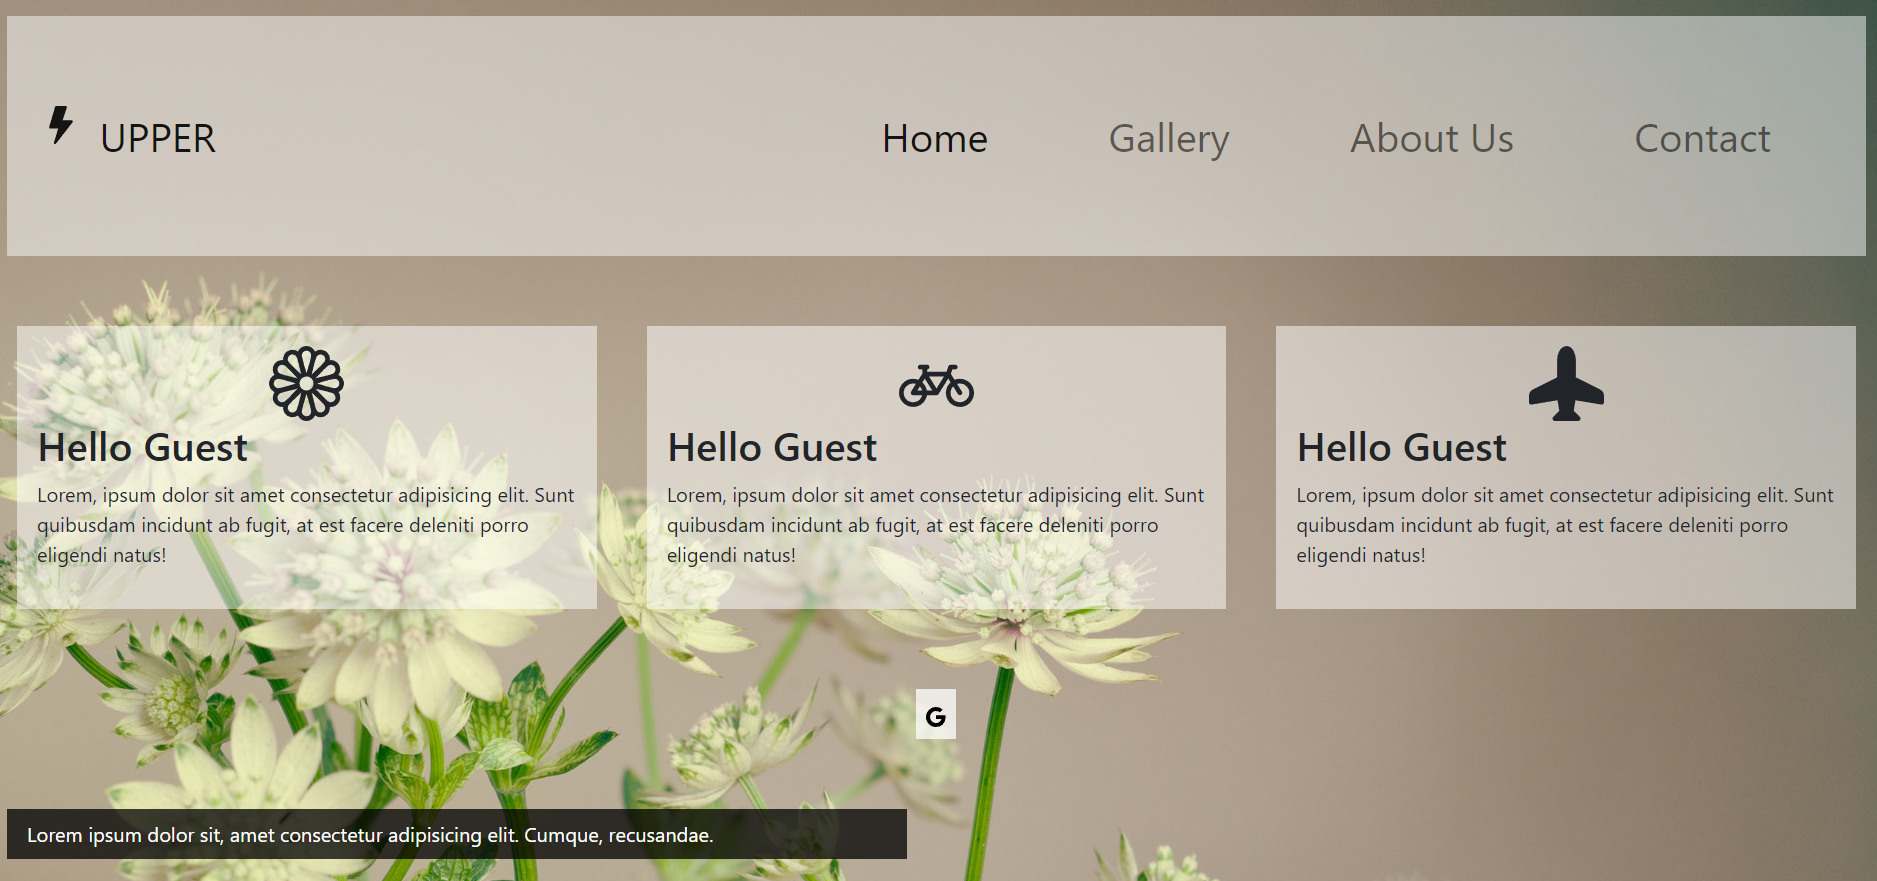 UPPER
Home
Gallery
About Us
Contact
Hello Guest
Lorem, ipsum dolor sit amet consectetur adipisicing elit. Sunt
quibusdam incidunt ab fugit, at est facere deleniti porro
eligendi natus!
Hello Guest
Lorem, ipsum dolor sit amet consectetur adipisicing elit. Sunt
quibusdam incidunt ab fugit, at est facere deleniti porro
eligendi natus!
Hello Guest
Lorem, ipsum dolor sit amet consectetur adipisicing elit. Sunt
quibusdam incidunt ab fugit, at est facere deleniti porro
eligendi natus!
G
Lorem ipsum dolor sit, amet consectetur adipisicing elit. Cumque, recusandae.